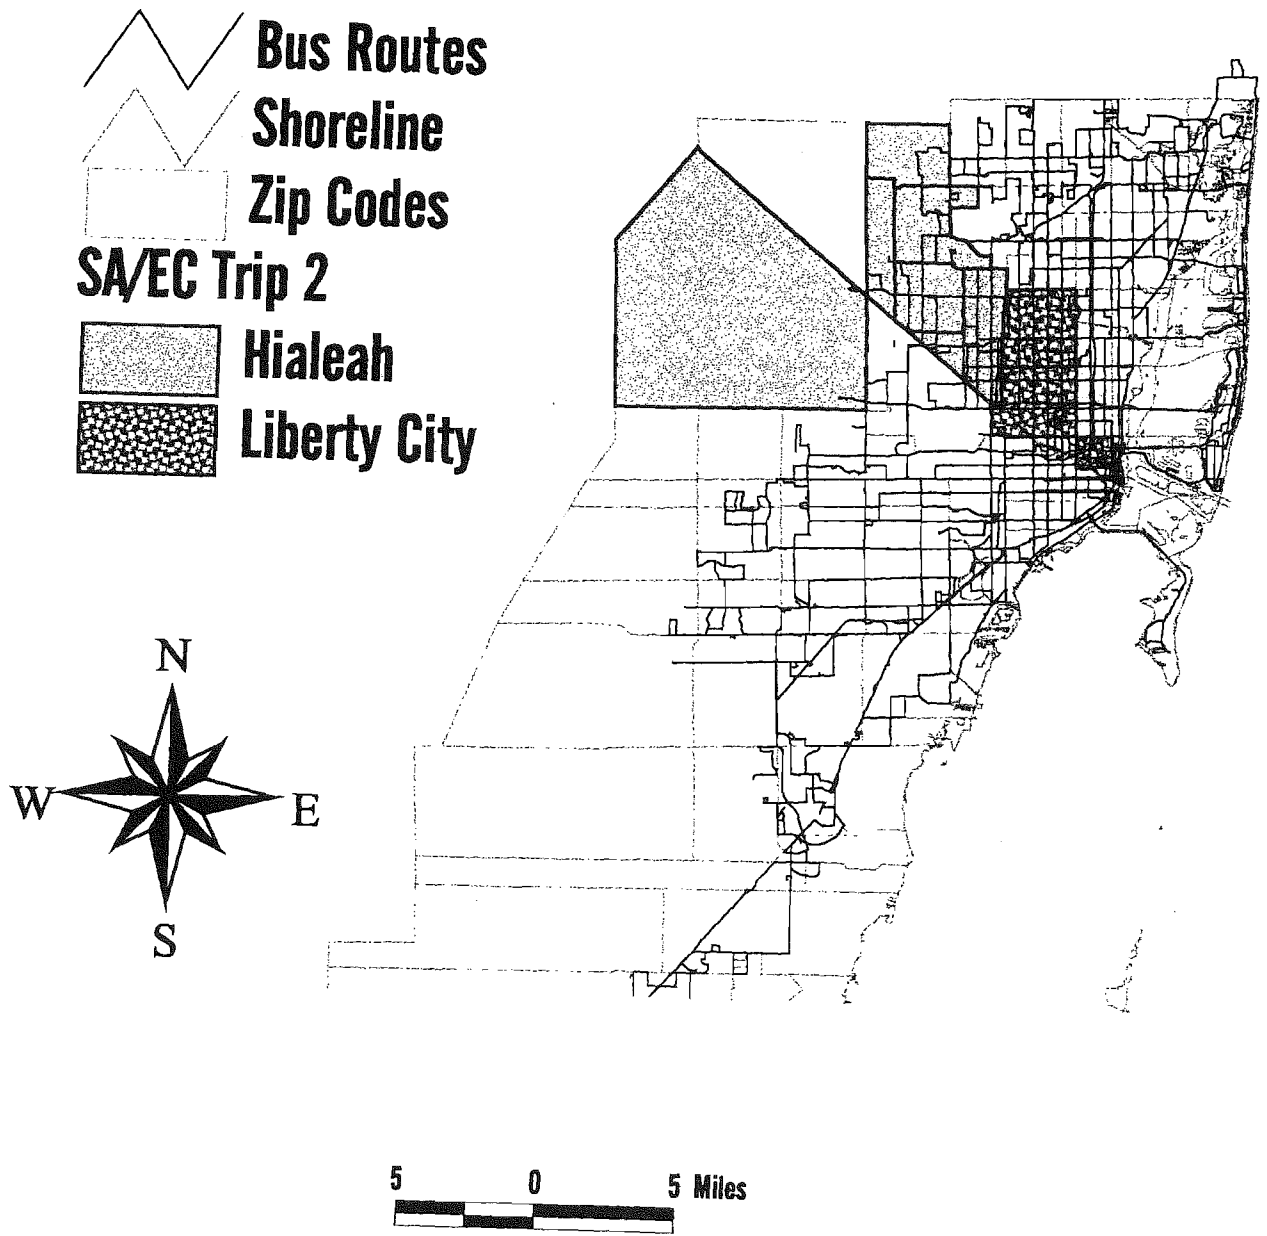 Bus Routes
Shoreline
Zip Codes
SA/EC Trip 2
Hialeah
Liberty City
N
W
E
S
5 0 5 Miles